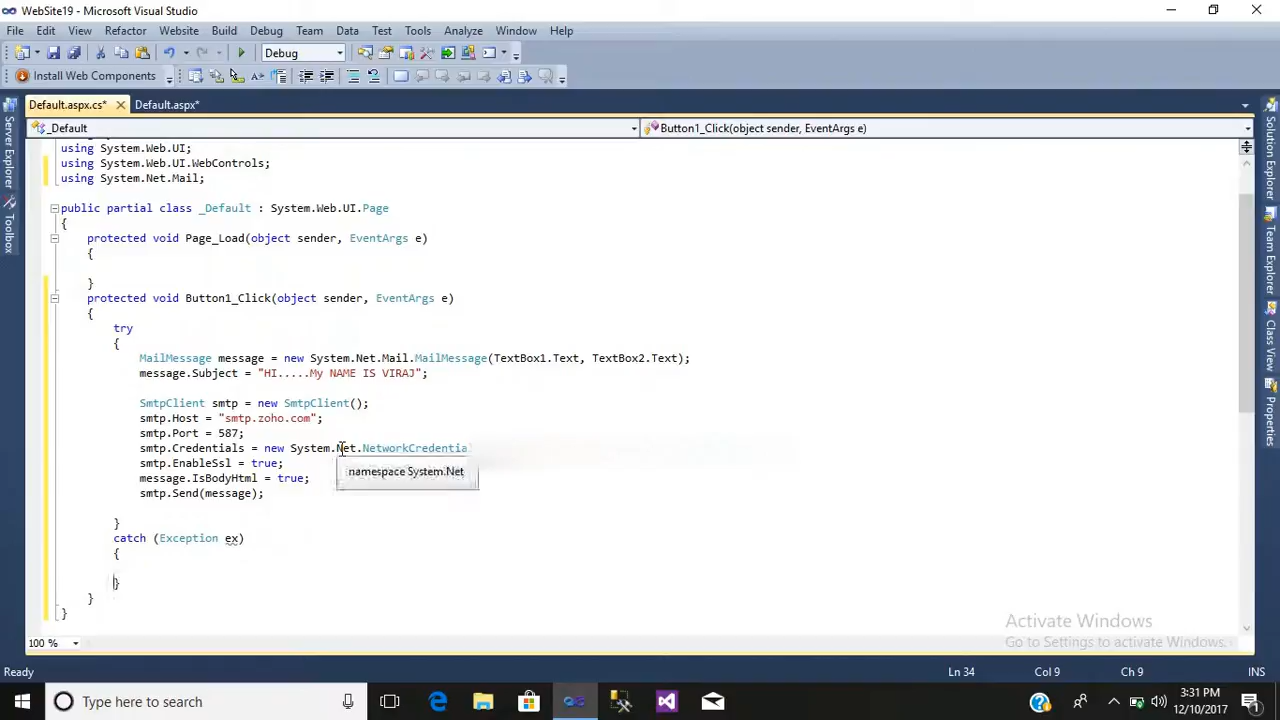 WebSite19 - Microsoft Visual Studio
File Edit View Refactor Website Build Debug Team Data Test Tools Analyze Window Help
Debug
Install Web Components
Default.aspx.cs* Default.aspx*
_Default Button1_Click(object sender, EventArgs e)
using System.Web.UI;
using System.Web.UI.WebControls;
using System.Net.Mail;
public partial class _Default : System.Web.UI.Page
{
protected void Page_Load(object sender, EventArgs e)
{
}
protected void Button1_Click(object sender, EventArgs e)
{
try
{
MailMessage message = new System.Net.Mail.MailMessage(TextBox1.Text, TextBox2.Text);
message.Subject = "HI.....My NAME IS VIRAJ";
SmtpClient smtp = new SmtpClient();
smtp.Host = "smtp.zoho.com";
smtp.Port = 587;
smtp.Credentials = new System.Net.NetworkCredentia
smtp.EnableSsl = true;
namespace System.Net
message.IsBodyHtml = true;
smtp.Send(message);
}
catch (Exception ex)
{
}
}
}
Server Explorer
Toolbox
Solution Explorer
Team Explorer
Class View
Properties
Activate Windows
Go to Settings to activate Windows.
100 %
Ready Ln 34 Col 9 Ch 9 INS
Type here to search
3:31 PM
12/10/2017